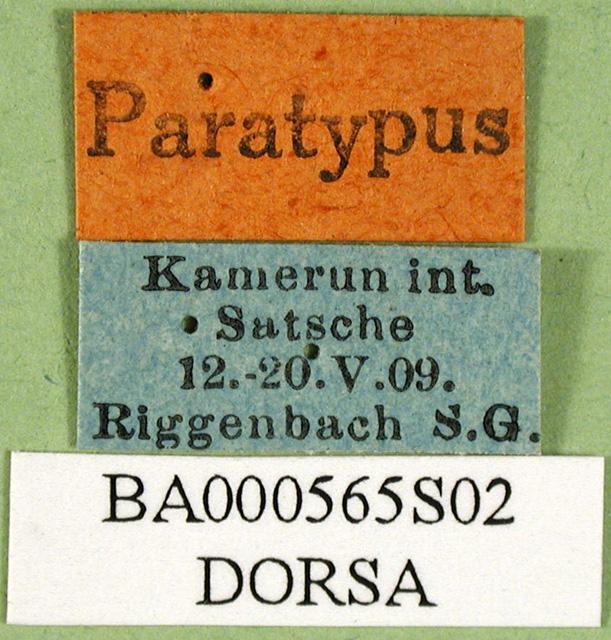 Paratypus
Kamerun int.
Satsche
12.-20.V.09.
Riggenbach S.G.
BA000565S02
DORSA